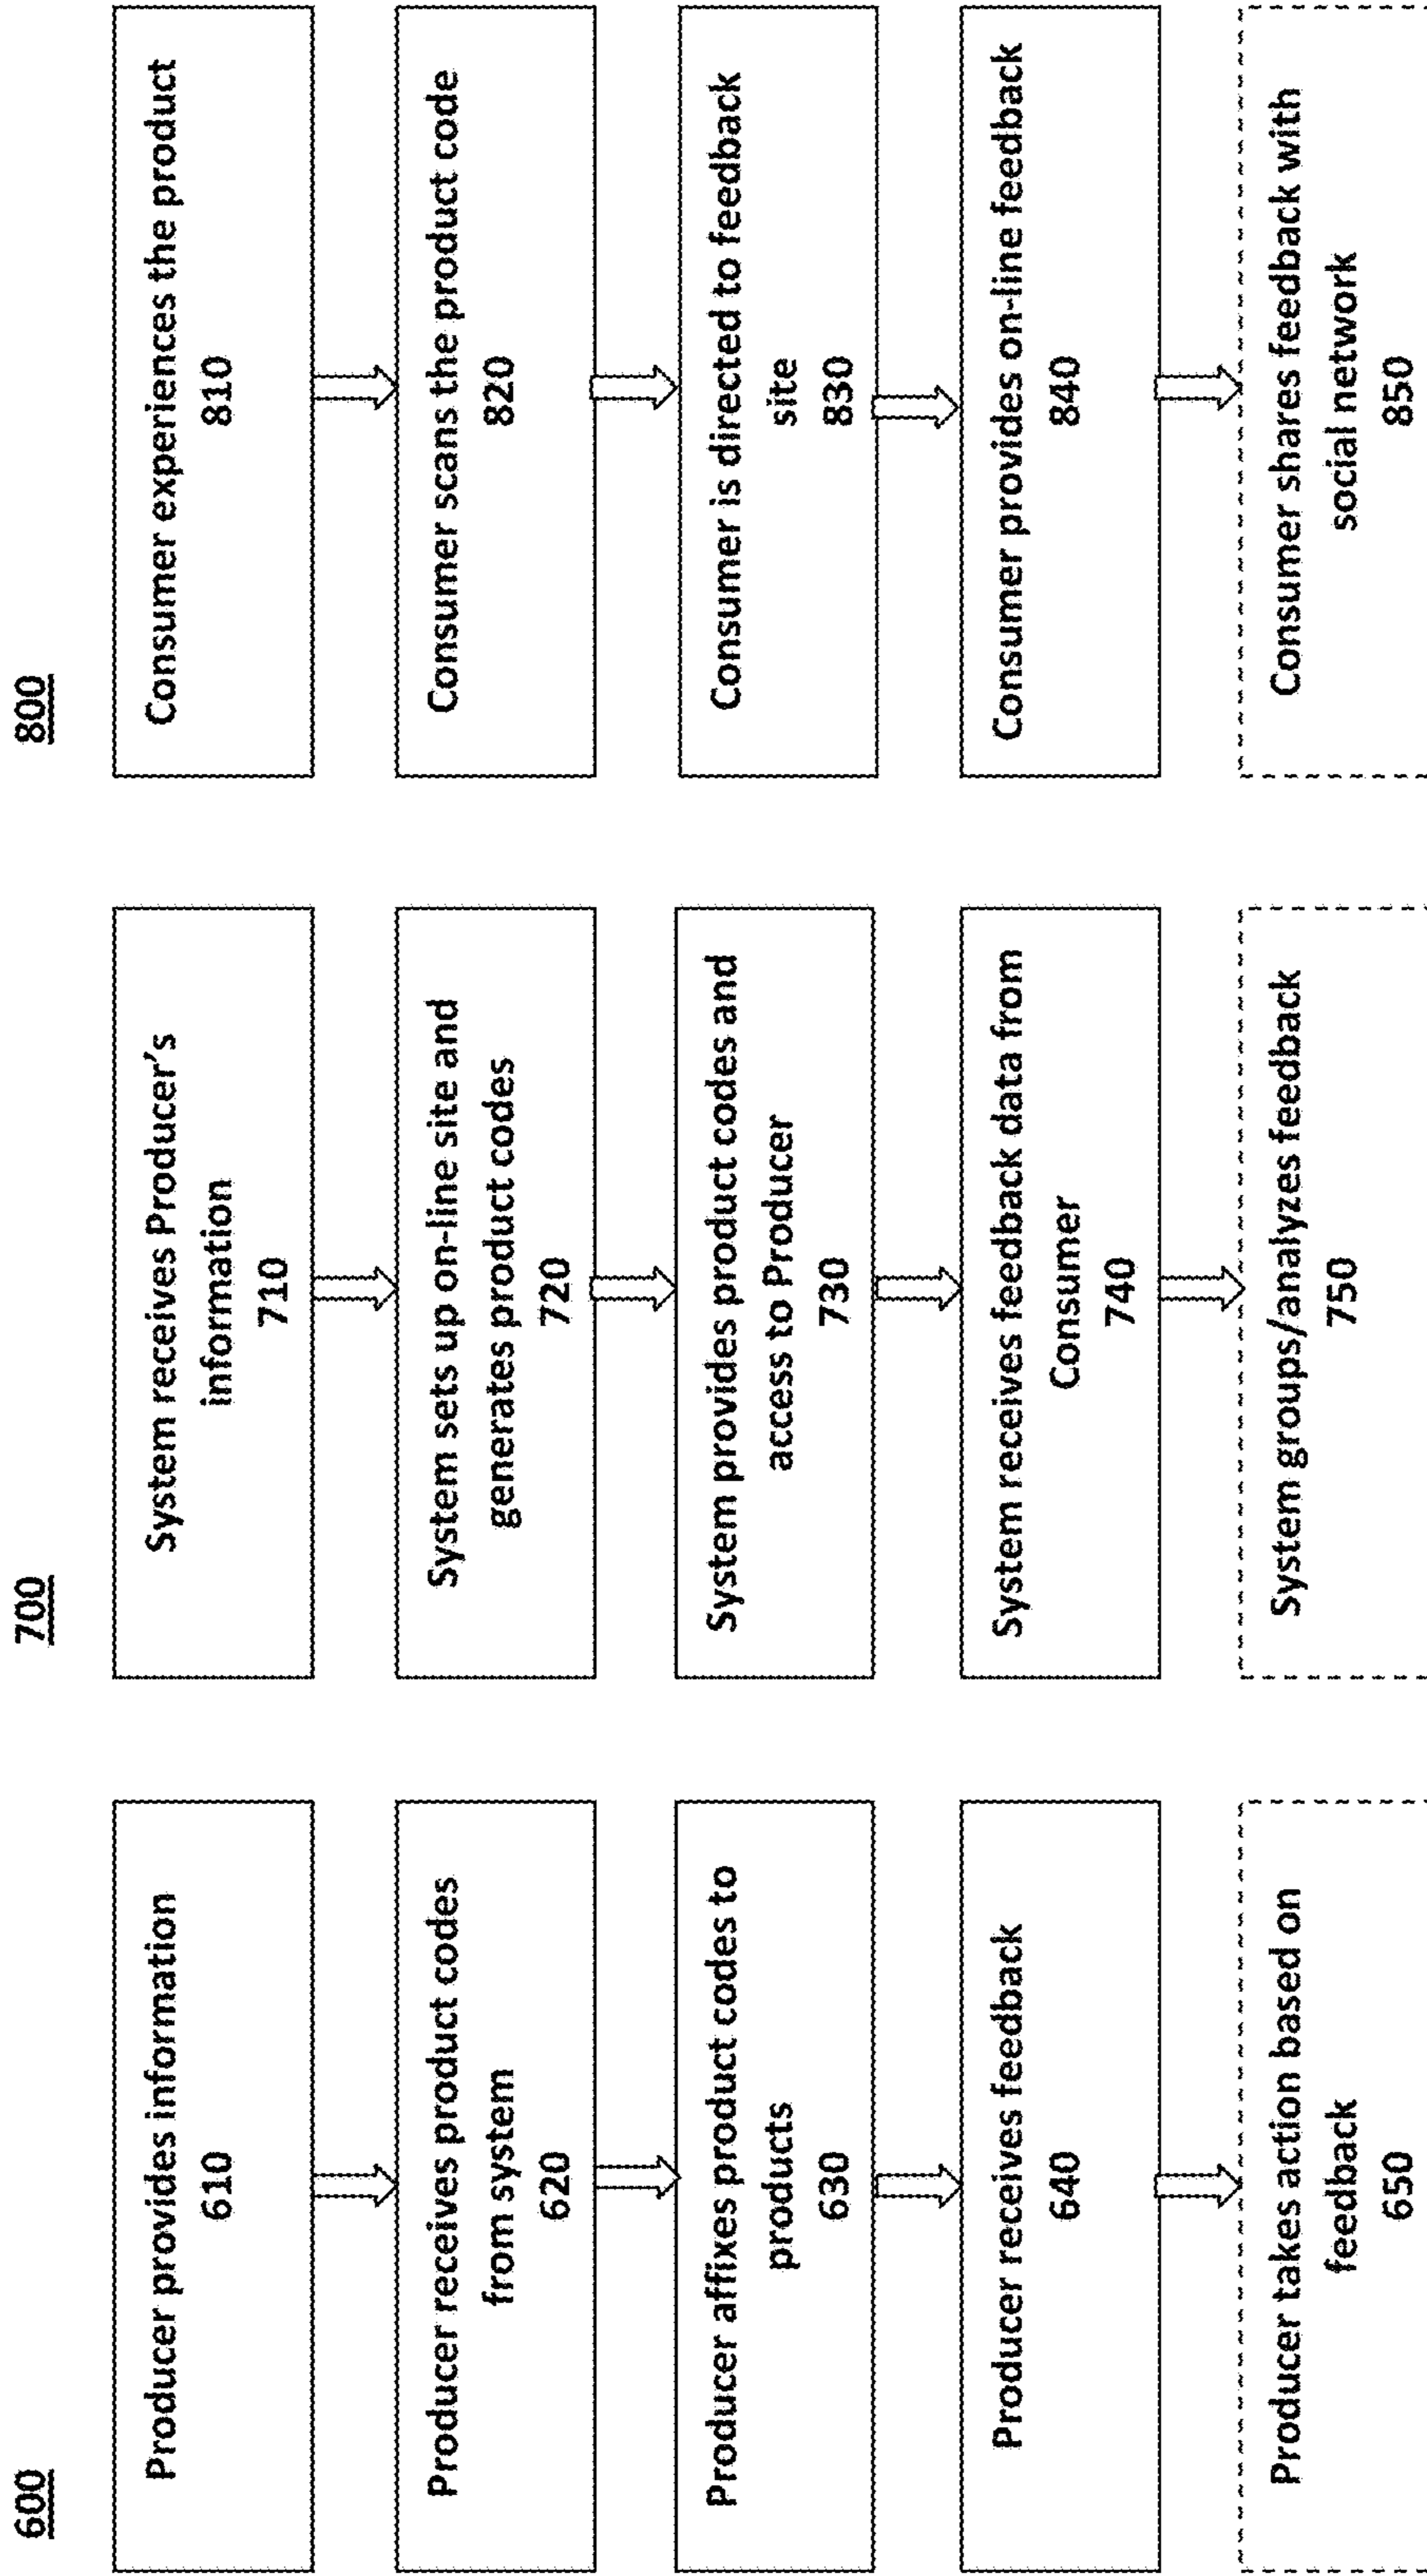 600
Producer provides information
610
Producer receives product codes
from system
620
Producer affixes product codes to
products
630
Producer receives feedback
640
Producer takes action based on
feedback
650
700
System receives Producer's
information
710
System sets up on-line site and
generates product codes
720
System provides product codes and
access to Producer
730
System receives feedback data from
Consumer
740
System groups/analyzes feedback
750
800
Consumer experiences the product
810
Consumer scans the product code
820
Consumer is directed to feedback
site
830
Consumer provides on-line feedback
840
Consumer shares feedback with
social network
850